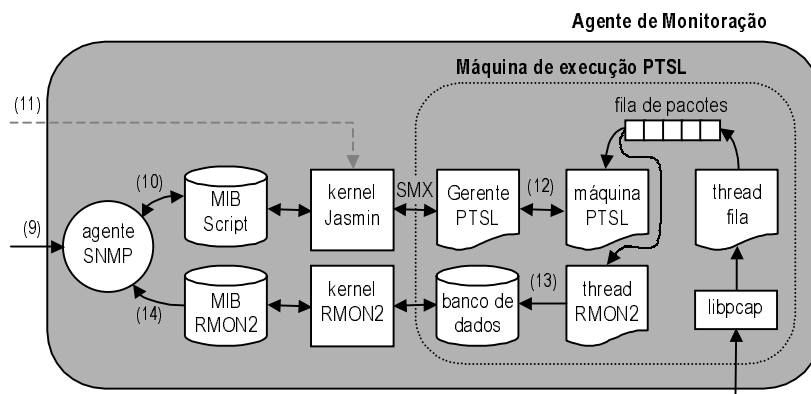 Agente de Monitoração
Máquina de execução PTSL
fila de pacotes
(11)
(10)
MIB
Script
kernel
Jasmin
SMX
Gerente
PTSL
(12)
máquina
PTSL
thread
fila
(9)
agente
SNMP
(14)
MIB
RMON2
kernel
RMON2
banco de
dados
(13)
thread
RMON2
libpcap